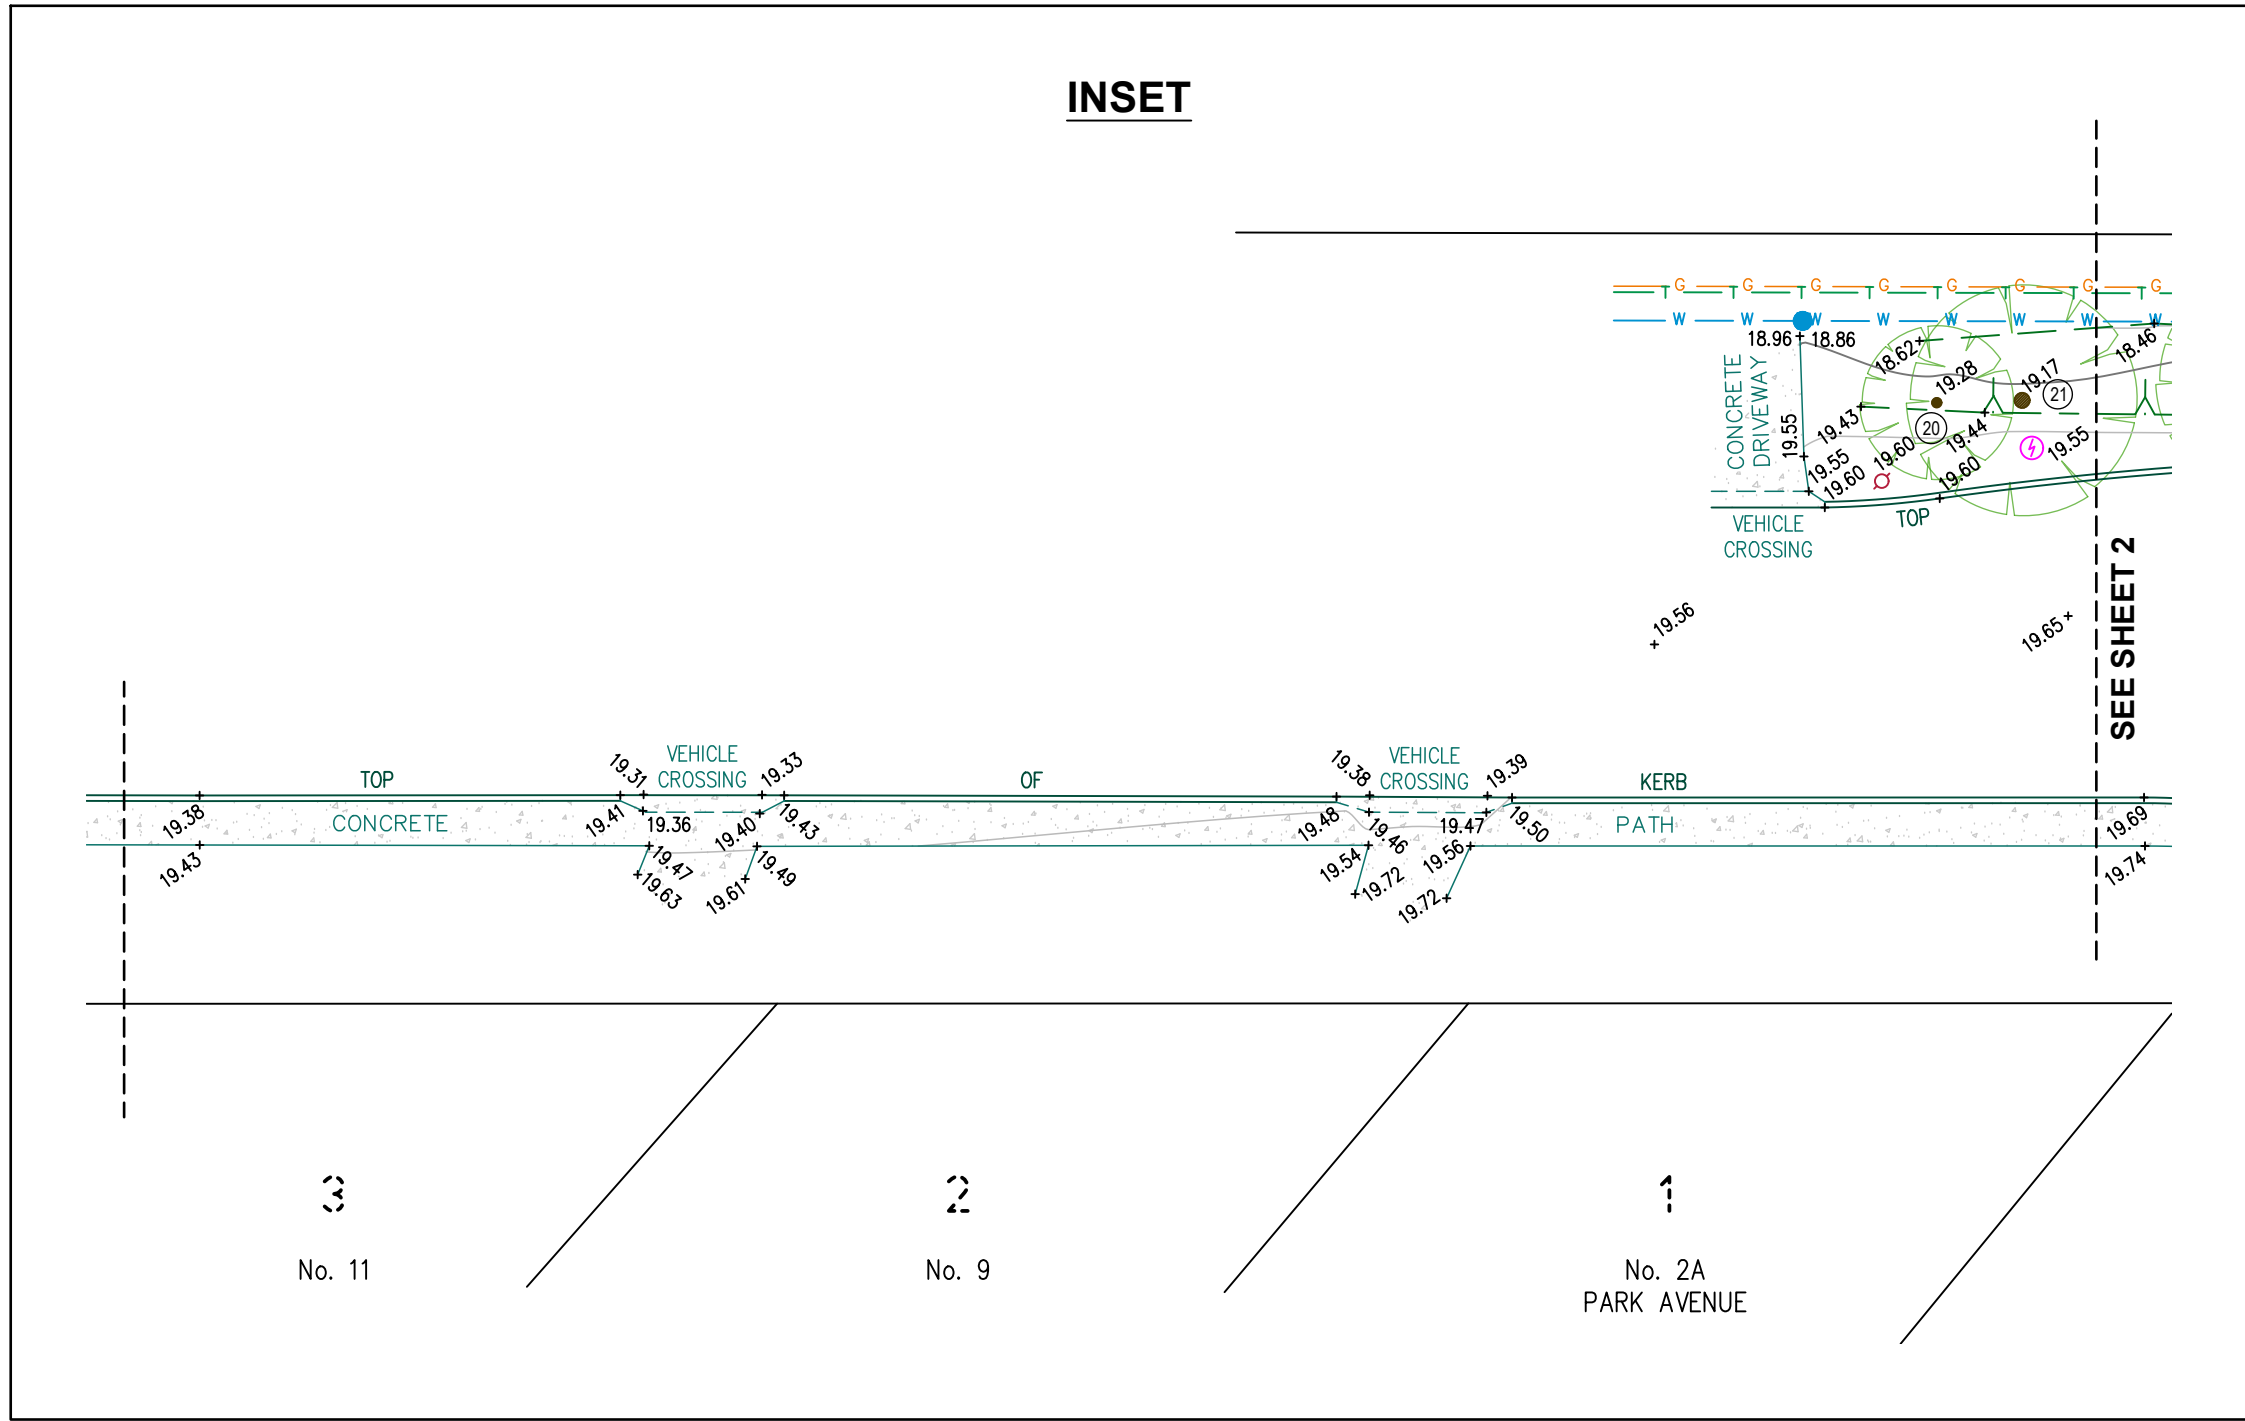 INSET
G G G G G G G G
T T T T T T T T
W W W W W W W W
18.96 18.86
18.62
18.46
CONCRETE
DRIVEWAY
19.28
19.17
21
19.55
19.43
20
19.44
19.60
19.55
19.55
19.60
19.60
VEHICLE
CROSSING
TOP
SEE SHEET 2
19.56
19.65
19.31
VEHICLE
CROSSING
19.33
19.38
VEHICLE
CROSSING
19.39
TOP
OF
KERB
19.38
CONCRETE
19.41
19.36
19.40
19.43
19.48
19.46
19.47
19.50
PATH
19.69
19.43
19.47
19.63
19.61
19.49
19.54
19.72
19.56
19.72
19.74
3
2
1
No. 11
No. 9
No. 2A
PARK AVENUE